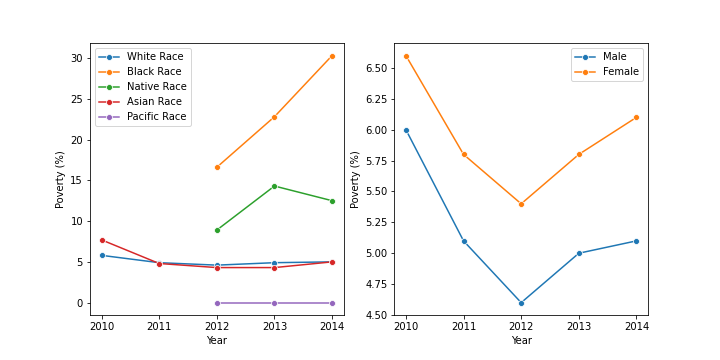 White Race
Black Race
Native Race
Asian Race
Pacific Race
30
25
20
15
10
5
0
Poverty (%)
2010 2011 2012 2013 2014
Year
Male
Female
6.50
6.25
6.00
5.75
5.50
5.25
5.00
4.75
4.50
Poverty (%)
2010 2011 2012 2013 2014
Year